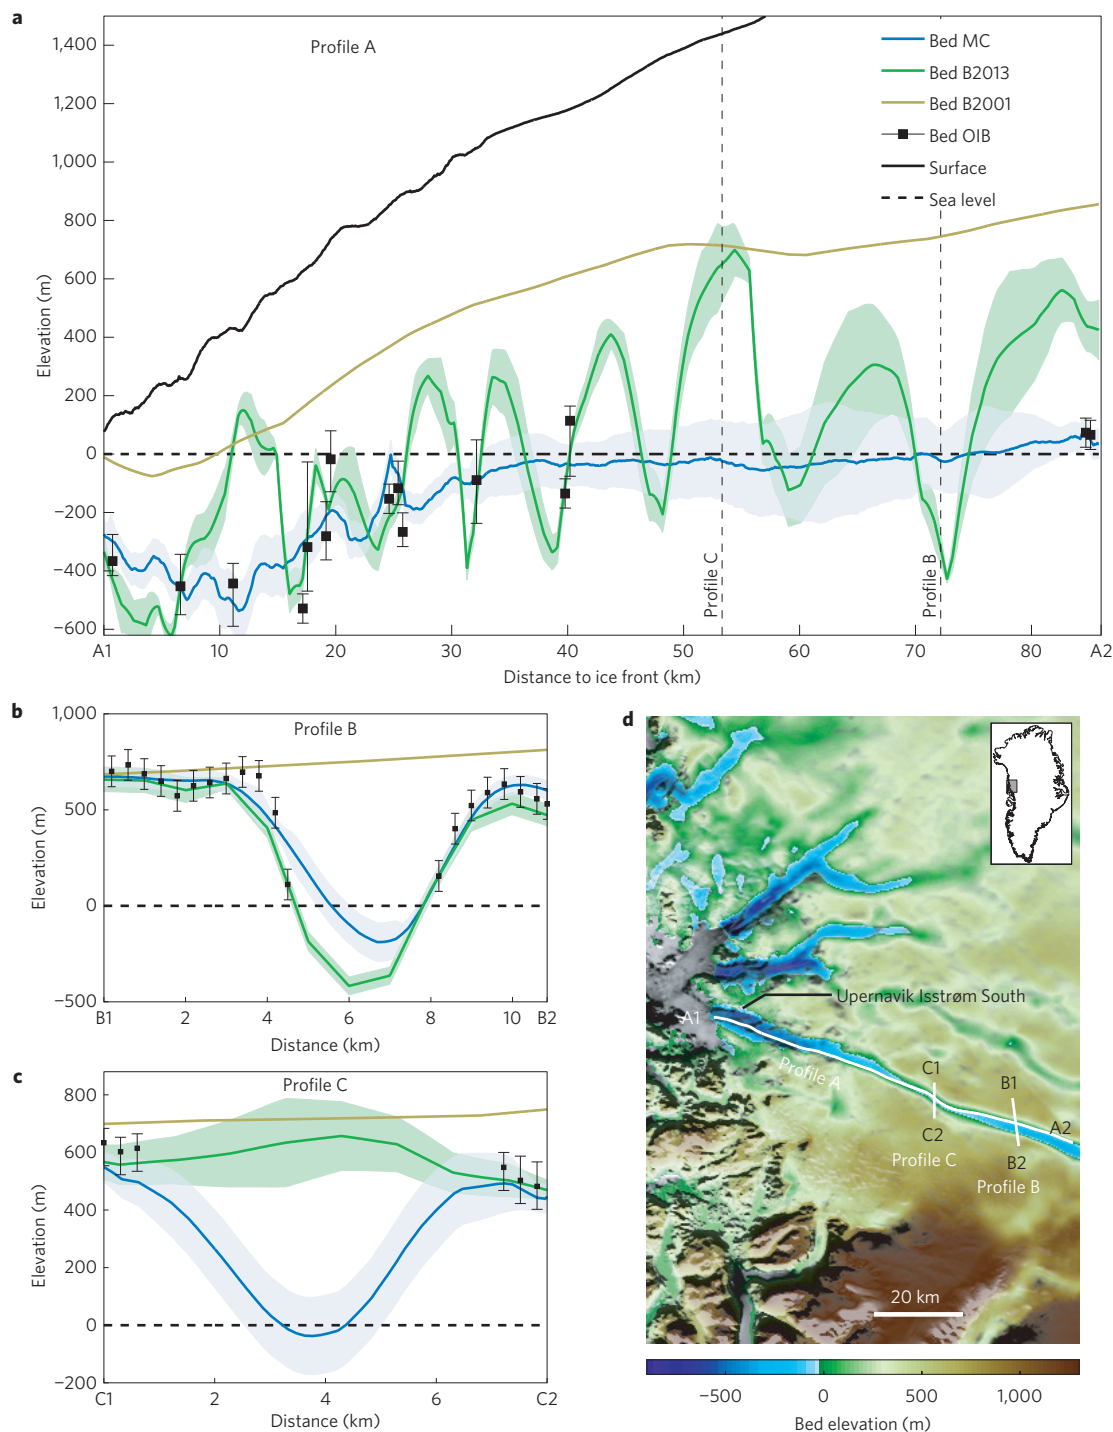 a
Profile A
Bed MC
Bed B2013
Bed B2001
Bed OIB
Surface
Sea level
1,400
1,200
1,000
800
600
400
200
0
−200
−400
−600
Elevation (m)
Profile C
Profile B
A1
10
20
30
40
50
60
70
80
A2
Distance to ice front (km)
b
Profile B
1,000
500
0
−500
Elevation (m)
B1
2
4
6
8
10
B2
Distance (km)
c
Profile C
800
600
400
200
0
−200
Elevation (m)
C1
2
4
6
C2
Distance (km)
d
Upernavik Isstrøm South
A1
Profile A
C1
B1
C2
A2
Profile C
B2
Profile B
20 km
−500
0
500
1,000
Bed elevation (m)